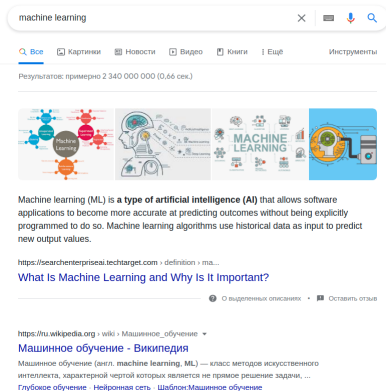 machine learning
Все Картинки Новости Видео Книги Ещё Инструменты
Результатов: примерно 2 340 000 000 (0,66 сек.)
Machine Learning
MACHINE LEARNING
Machine learning (ML) is a type of artificial intelligence (AI) that allows software
applications to become more accurate at predicting outcomes without being explicitly
programmed to do so. Machine learning algorithms use historical data as input to predict
new output values.
https://searchenterpriseai.techtarget.com › definition › ma...
What Is Machine Learning and Why Is It Important?
О выделенных описаниях • Оставить отзыв
https://ru.wikipedia.org › wiki › Машинное_обучение
Машинное обучение - Википедия
Машинное обучение (англ. machine learning, ML) — класс методов искусственного
интеллекта, характерной чертой которых является не прямое решение задачи, ...
Глубокое обучение · Нейронная сеть · Шаблон:Машинное обучение